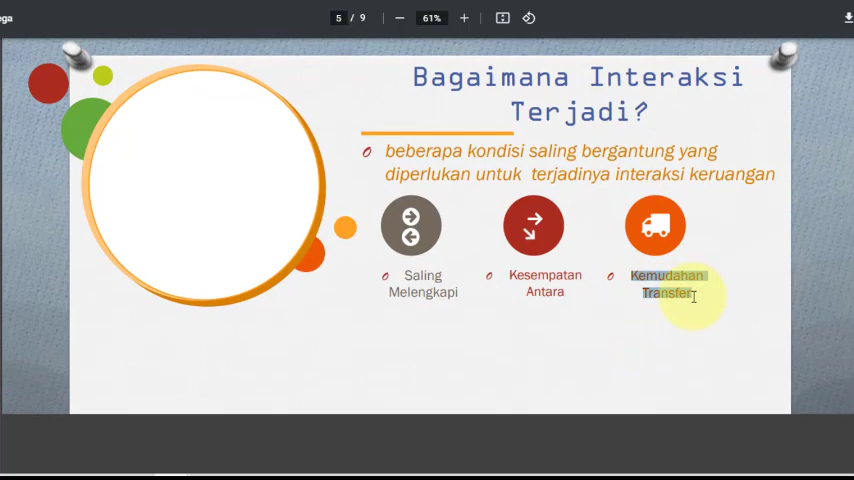 ega
5 / 9
61%
Bagaimana Interaksi
Terjadi?
beberapa kondisi saling bergantung yang
diperlukan untuk terjadinya interaksi keruangan
Saling
Melengkapi
Kesempatan
Antara
Kemudahan
Transfer